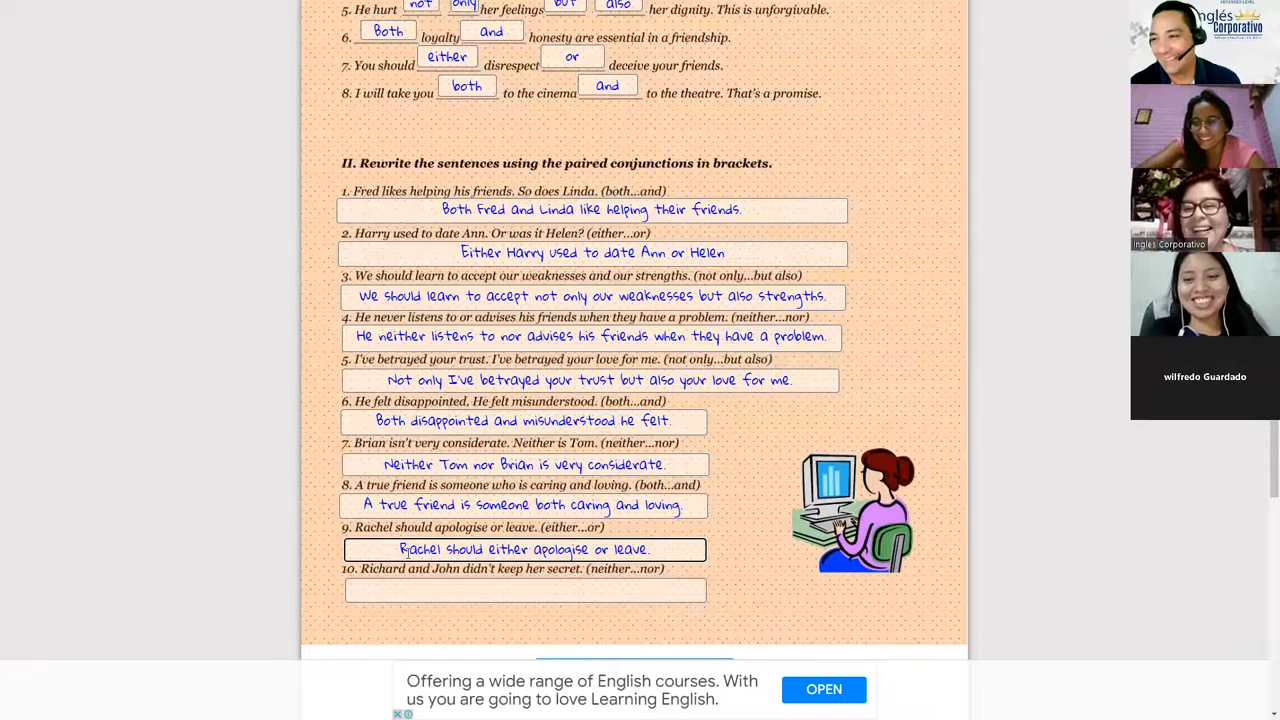 5. He hurt not only her feelings but also her dignity. This is unforgivable.
6. Both loyalty and honesty are essential in a friendship.
7. You should either disrespect or deceive your friends.
8. I will take you both to the cinema and to the theatre. That's a promise.
II. Rewrite the sentences using the paired conjunctions in brackets.
1. Fred likes helping his friends. So does Linda. (both...and)
Both Fred and Linda like helping their friends.
2. Harry used to date Ann. Or was it Helen? (either...or)
Either Harry used to date Ann or Helen
3. We should learn to accept our weaknesses and our strengths. (not only...but also)
We should learn to accept not only our weaknesses but also strengths.
4. He never listens to or advises his friends when they have a problem. (neither...nor)
He neither listens to nor advises his friends when they have a problem.
5. I've betrayed your trust. I've betrayed your love for me. (not only...but also)
Not only I've betrayed your trust but also your love for me.
6. He felt disappointed. He felt misunderstood. (both...and)
Both disappointed and misunderstood he felt.
7. Brian isn't very considerate. Neither is Tom. (neither...nor)
Neither Tom nor Brian is very considerate.
8. A true friend is someone who is caring and loving. (both...and)
A true friend is someone both caring and loving.
9. Rachel should apologise or leave. (either...or)
Rachel should either apologise or leave.
10. Richard and John didn't keep her secret. (neither...nor)
Offering a wide range of English courses. With
us you are going to love Learning English.
OPEN
Inglés
Corporativo
Inglés Corporativo
wilfredo Guardado